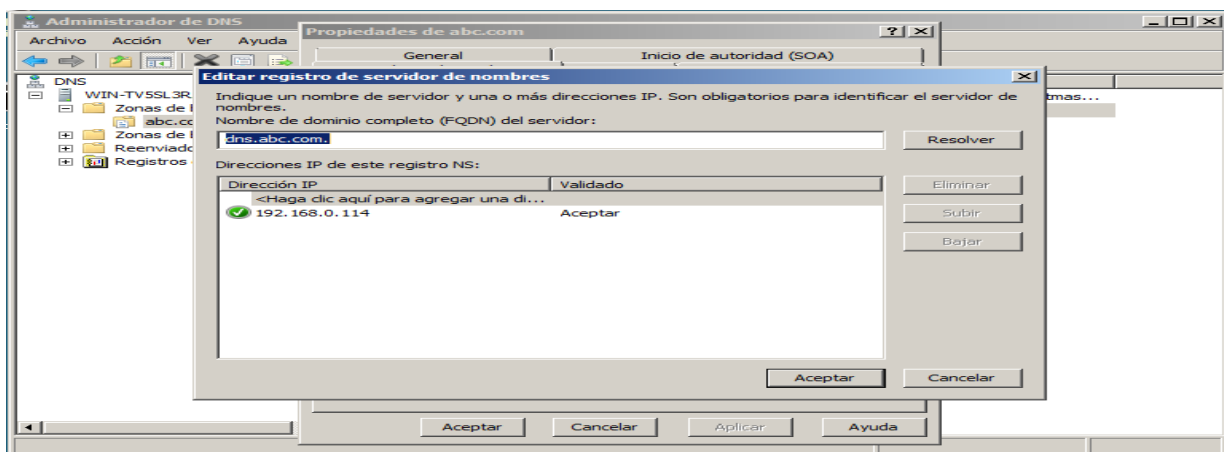 Administrador de DNS
Archivo Acción Ver Ayuda
DNS
WIN-TV5SL3R
Zonas de l
abc.co
Zonas de l
Reenviado
Registros
Propiedades de abc.com
General Inicio de autoridad (SOA)
Editar registro de servidor de nombres
Indique un nombre de servidor y una o más direcciones IP. Son obligatorios para identificar el servidor de
nombres.
Nombre de dominio completo (FQDN) del servidor:
dns.abc.com. Resolver
Direcciones IP de este registro NS:
Dirección IP Validado Eliminar
<Haga clic aquí para agregar una di...
192.168.0.114 Aceptar Subir
Bajar
Aceptar Cancelar
tmas...
Aceptar Cancelar Aplicar Ayuda